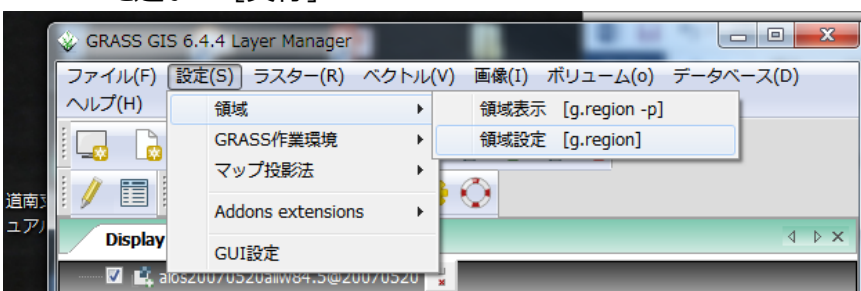 [実行]
GRASS GIS 6.4.4 Layer Manager
ファイル(F) 設定(S) ラスター(R) ベクトル(V) 画像(I) ボリューム(o) データベース(D)
ヘルプ(H)
領域
領域表示 [g.region -p]
GRASS作業環境
領域設定 [g.region]
マップ投影法
Addons extensions
GUI設定
道南
ュアル
Display
alos20070520allw84.5@20070520